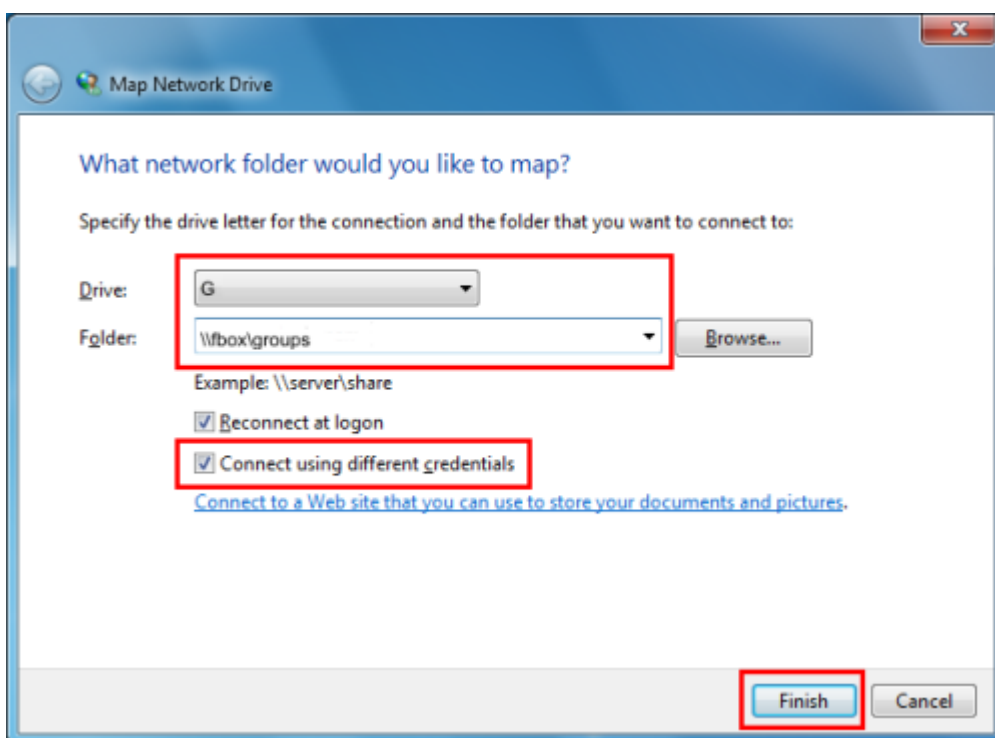 Map Network Drive
What network folder would you like to map?
Specify the drive letter for the connection and the folder that you want to connect to:
Drive: G
Folder: \\fbox\groups Browse...
Example: \\server\share
Reconnect at logon
Connect using different credentials
Connect to a Web site that you can use to store your documents and pictures.
Finish Cancel